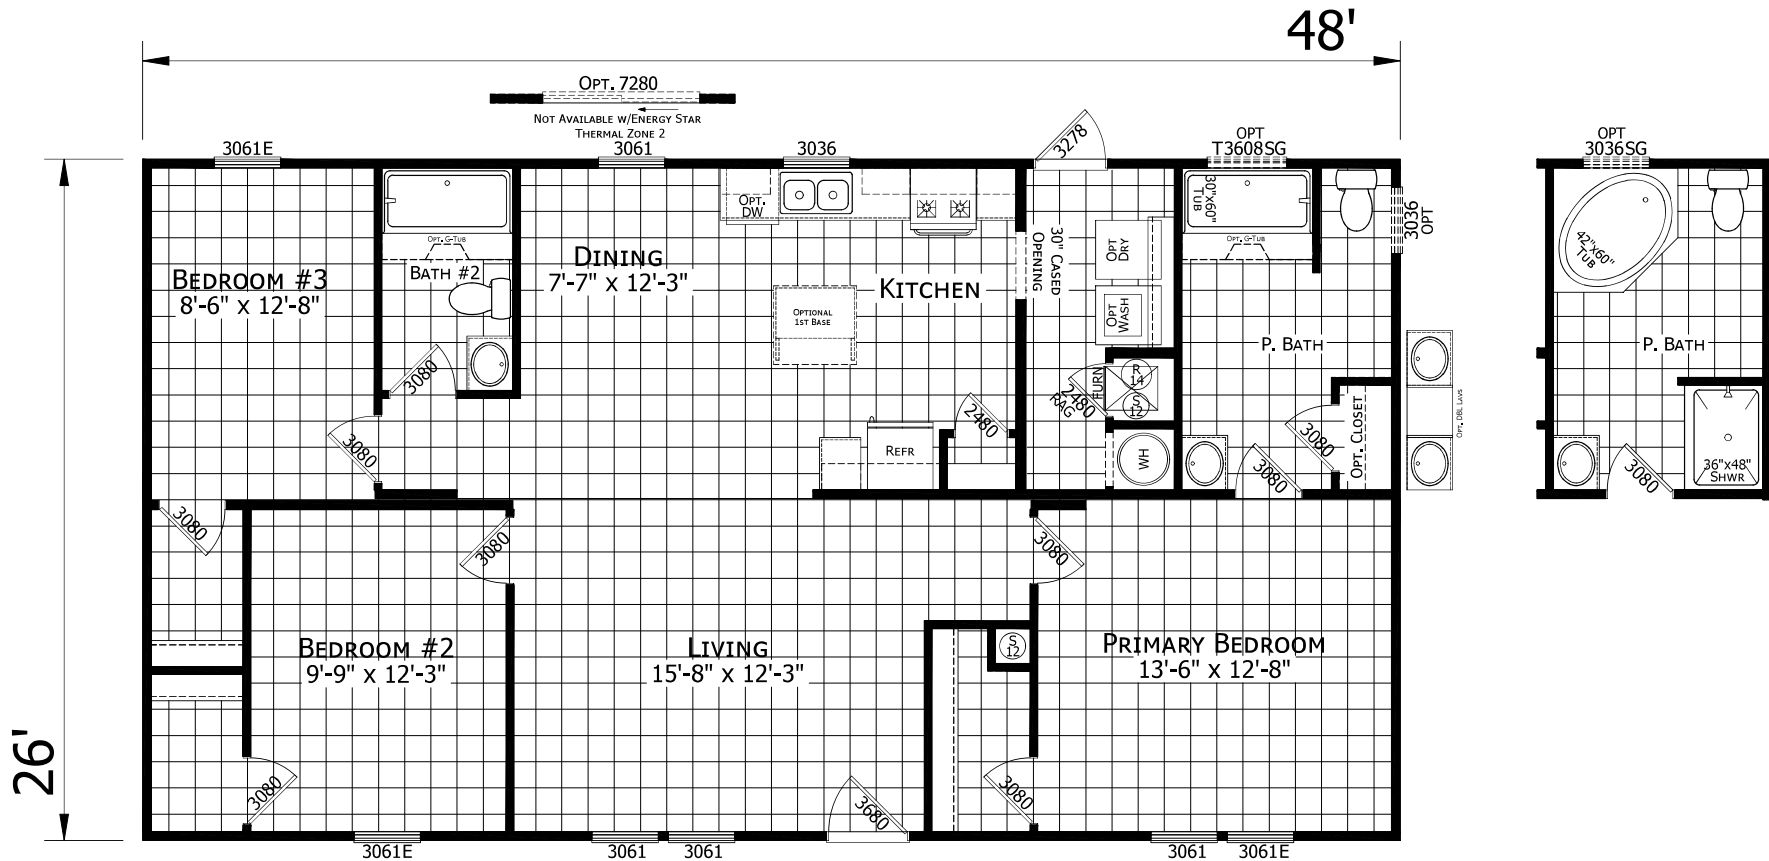 48'
OPT. 7280
NOT AVAILABLE W/ENERGY STAR
THERMAL ZONE 2
3061E
3061
3036
3278
OPT
T3608SG
OPT
3036SG
30"x60"
TUB
OPT.
DW
3036
OPT
OPT. G-TUB
OPT. G-TUB
BATH #2
BEDROOM #3
8'-6" X 12'-8"
DINING
7'-7" X 12'-3"
KITCHEN
30" CASED
OPENING
OPT
DRY
OPT
WASH
42"x60"
TUB
OPTIONAL
1ST BASE
P. BATH
P. BATH
3080
FURN
R
14
S
12
2480
RAG
2480
3080
REFR
WH
3080
3080
OPT. CLOSET
OPT. DBL LAVS
3080
36"x48"
SHWR
3080
3080
3080
BEDROOM #2
9'-9" X 12'-3"
LIVING
15'-8" X 12'-3"
S
12
PRIMARY BEDROOM
13'-6" X 12'-8"
26'
3080
3680
3080
3061E
3061
3061
3061
3061E